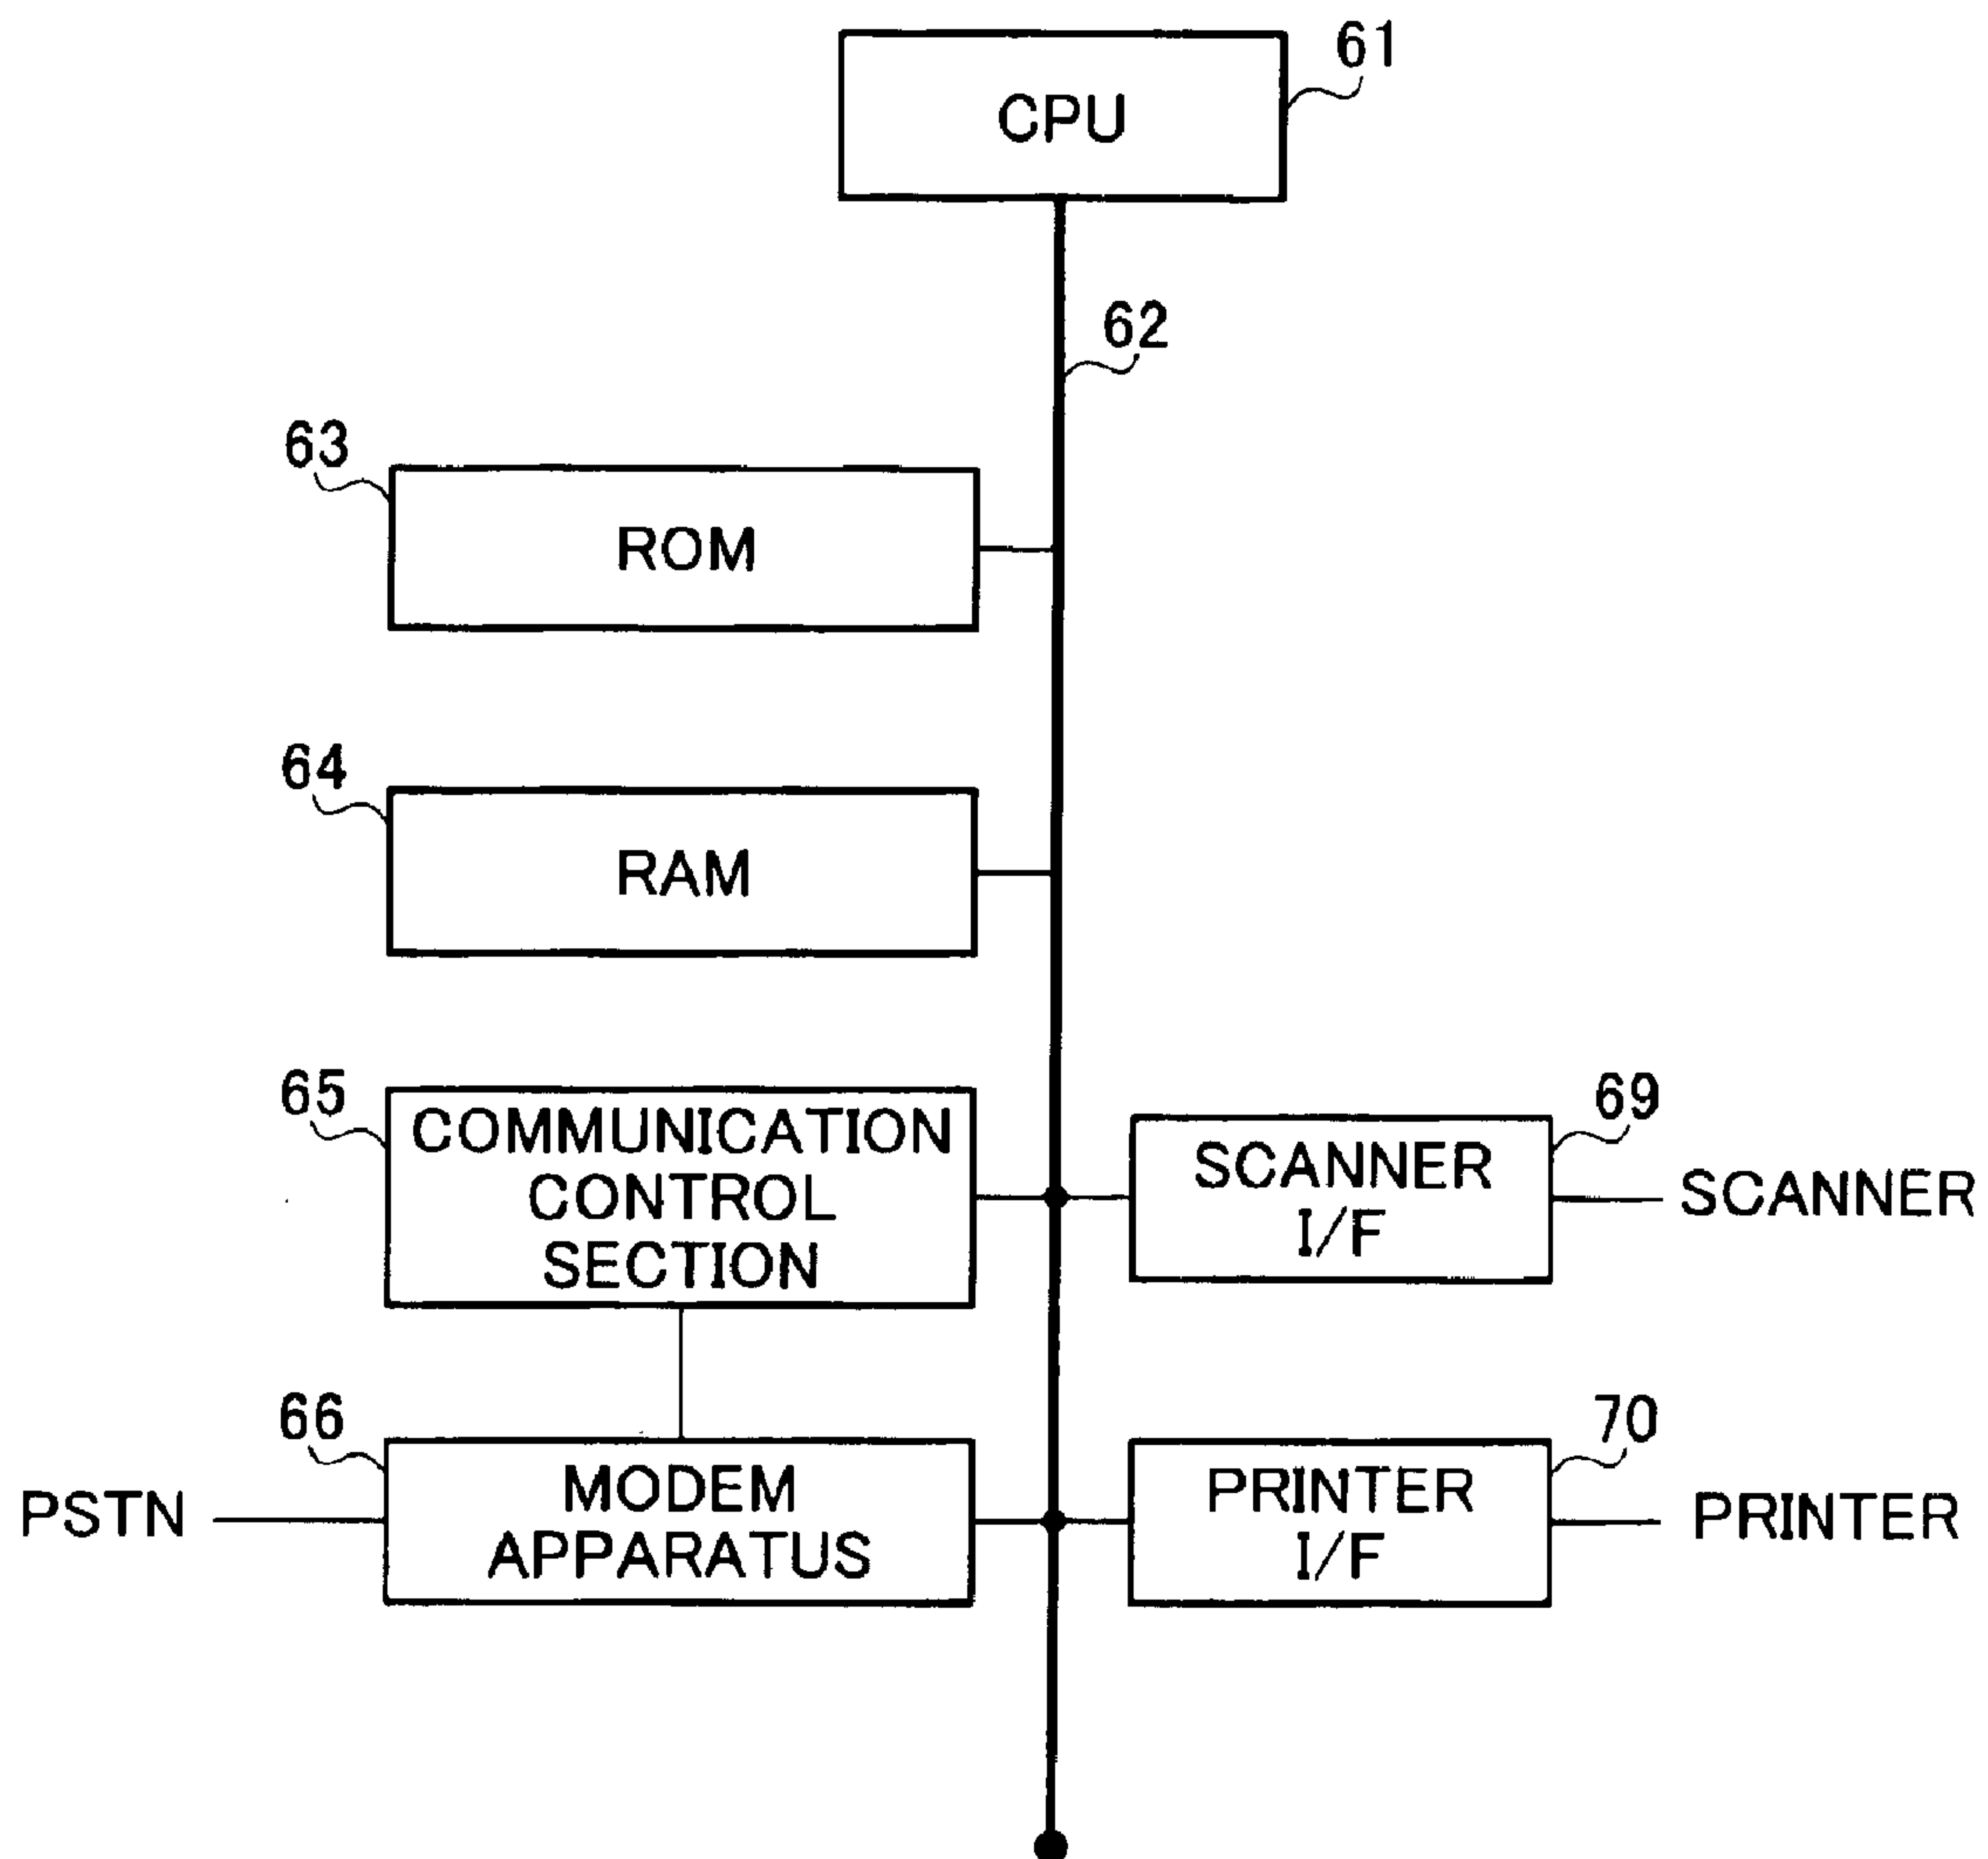 61
CPU
62
63
ROM
64
RAM
65
COMMUNICATION
CONTROL
SECTION
69
SCANNER
I/F
SCANNER
66
PSTN
MODEM
APPARATUS
70
PRINTER
I/F
PRINTER